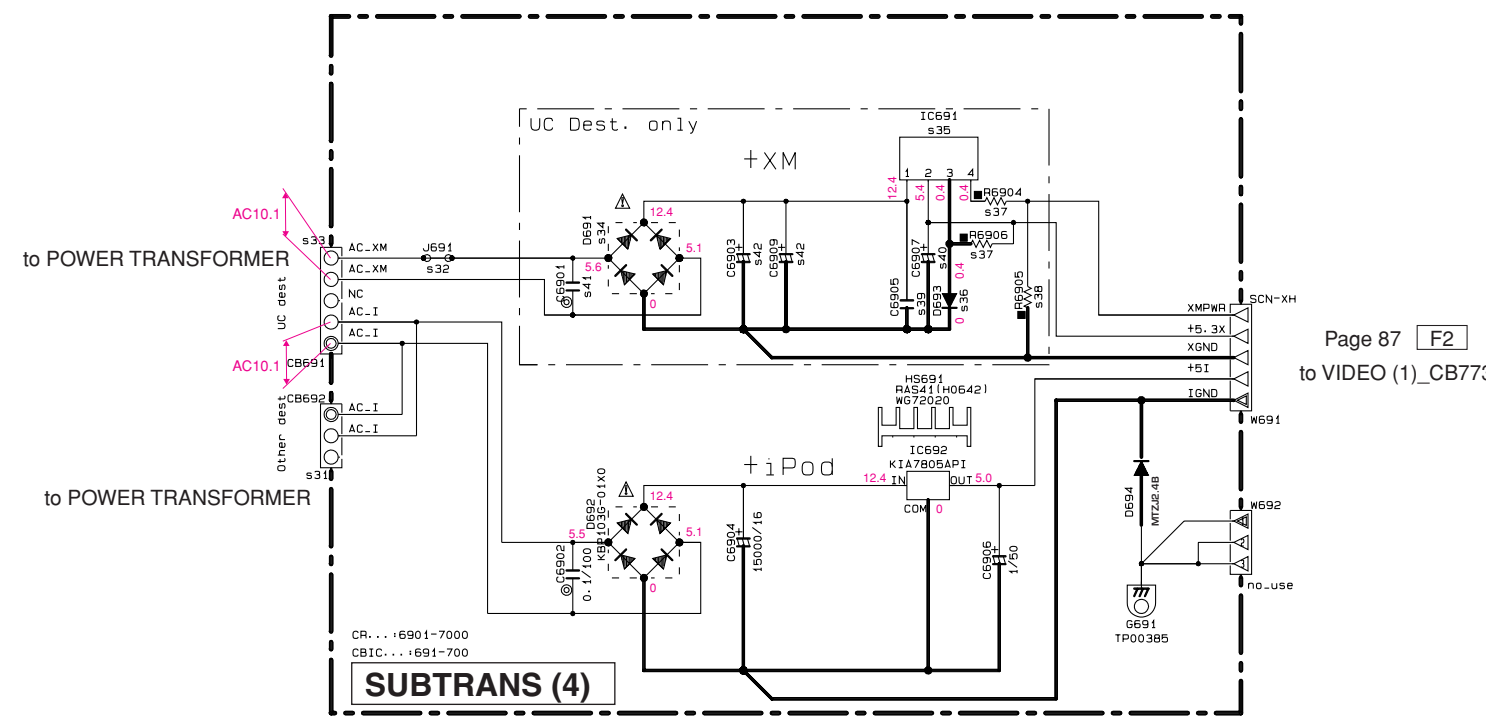 UC Dest. only
+XM
IC691
s35
1 2 3 4
12.4
5.4
0.4
0.4
R6904
s37
R6906
s37
D691
s34
12.4
5.1
5.6
0
C6901
s41
C6903
s42
C6909
s42
C6905
s39
C6907
s40
0.4
D693
s36
0
R6905
s38
AC10.1
s33
to POWER TRANSFORMER
AC_XM
J691
s32
AC_XM
NC
AC_I
AC_I
UC dest
AC10.1
CB691
CB692
AC_I
AC_I
Other dest
s31
to POWER TRANSFORMER
SCN-XH
XMPWR
+5.3X
XGND
+5I
IGND
W691
Page 87 F2
to VIDEO (1)_CB773
HS691
RAS41(H0642)
WG72020
+iPod
IC692
KIA7805API
12.4 IN
OUT 5.0
COM 0
D692
KBP103G-01X0
12.4
5.5
5.1
0
C6902
0.1/100
C6904
15000/16
C6906
1/50
D694
MTZJ2.4B
W692
no_use
G691
TP00385
CR...:6901-7000
CBIC...:691-700
SUBTRANS (4)